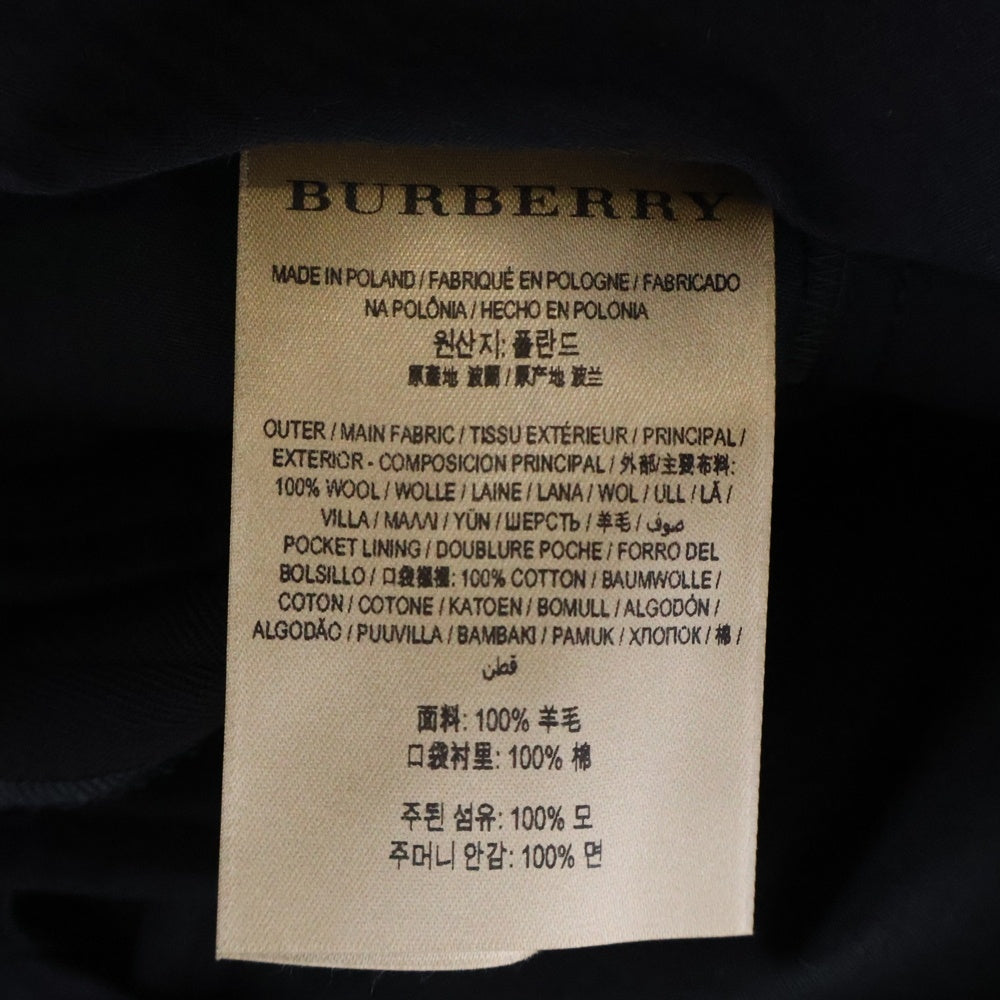 BURBERRY
MADE IN POLAND / FABRIQUÉ EN POLOGNE / FABRICADO
NA POLÔNIA / HECHO EN POLONIA
원산지: 폴란드
原產地 波蘭 / 原产地 波兰
OUTER / MAIN FABRIC / TISSU EXTÉRIEUR / PRINCIPAL /
EXTERIOR - COMPOSICION PRINCIPAL / 外部/主要布料:
100% WOOL / WOLLE / LAINE / LANA / WOL / ULL / LÃ /
VILLA / ΜΑΛΛΙ / YÜN / ШЕРСТЬ / 羊毛 / صوف
POCKET LINING / DOUBLURE POCHE / FORRO DEL
BOLSILLO / 口袋襯裡: 100% COTTON / BAUMWOLLE /
COTON / COTONE / KATOEN / BOMULL / ALGODÓN /
ALGODÃO / PUUVILLA / ΒΑΜΒΑΚΙ / PAMUK / ХЛОПОК / 棉 /
قطن
面料: 100% 羊毛
口袋衬里: 100% 棉
주된 섬유: 100% 모
주머니 안감: 100% 면